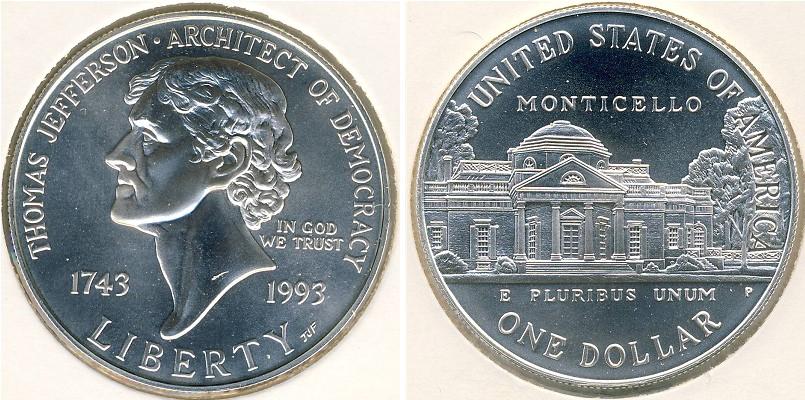 THOMAS JEFFERSON · ARCHITECT OF DEMOCRACY
IN GOD
WE TRUST
1743
1993
LIBERTY
JJF
UNITED STATES OF AMERICA
MONTICELLO
E PLURIBUS UNUM
P
ONE DOLLAR